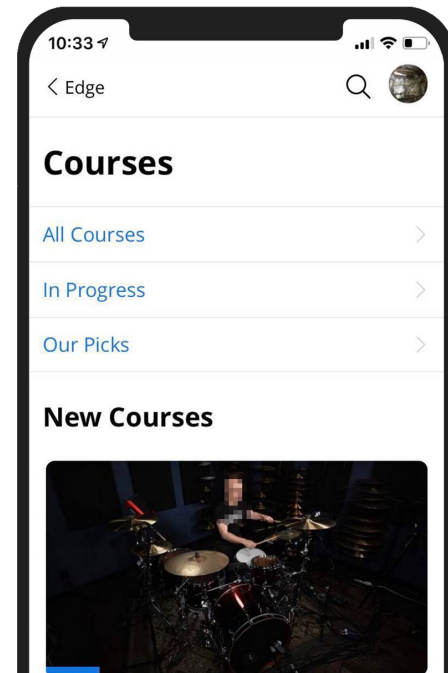 10:33
Edge
Courses
All Courses
In Progress
Our Picks
New Courses